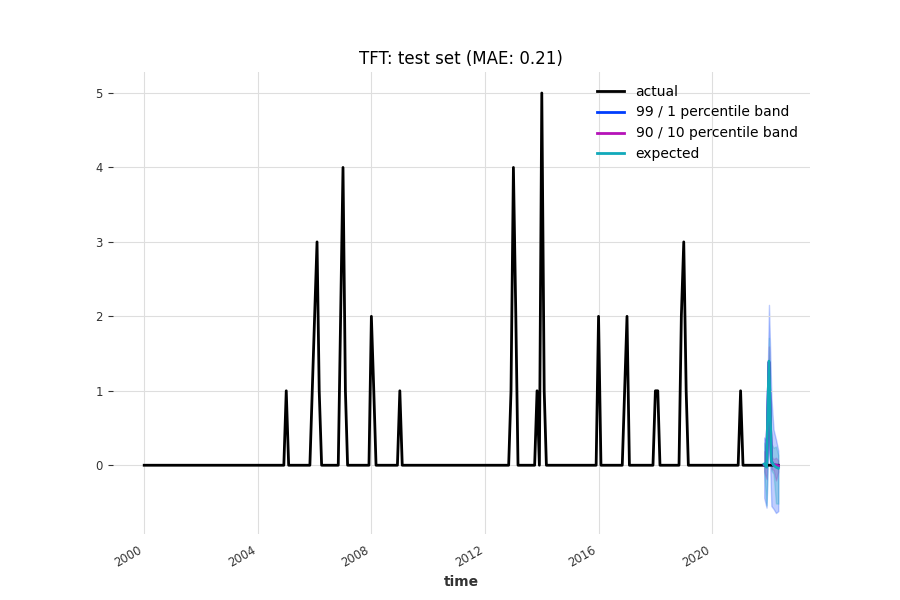 TFT: test set (MAE: 0.21)
actual
99 / 1 percentile band
90 / 10 percentile band
expected
5
4
3
2
1
0
2000
2004
2008
2012
2016
2020
time